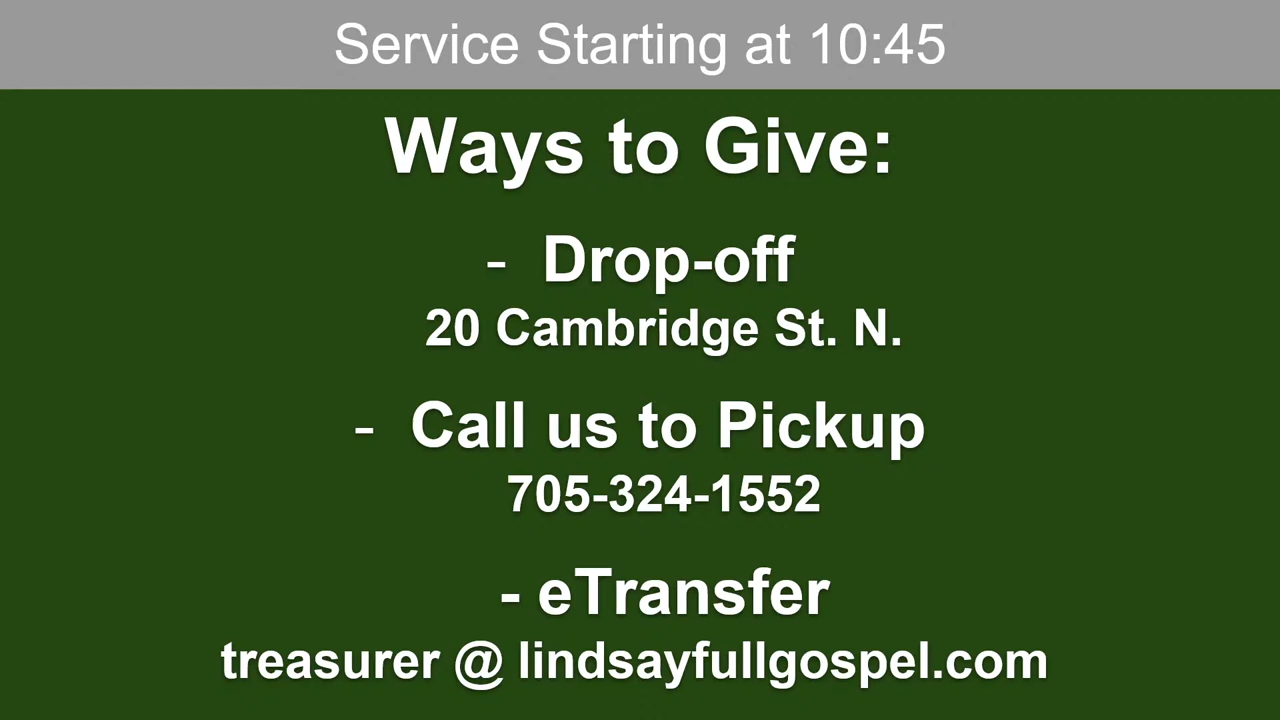 Service Starting at 10:45
Ways to Give:
- Drop-off
20 Cambridge St. N.
- Call us to Pickup
705-324-1552
- eTransfer
treasurer @ lindsayfullgospel.com